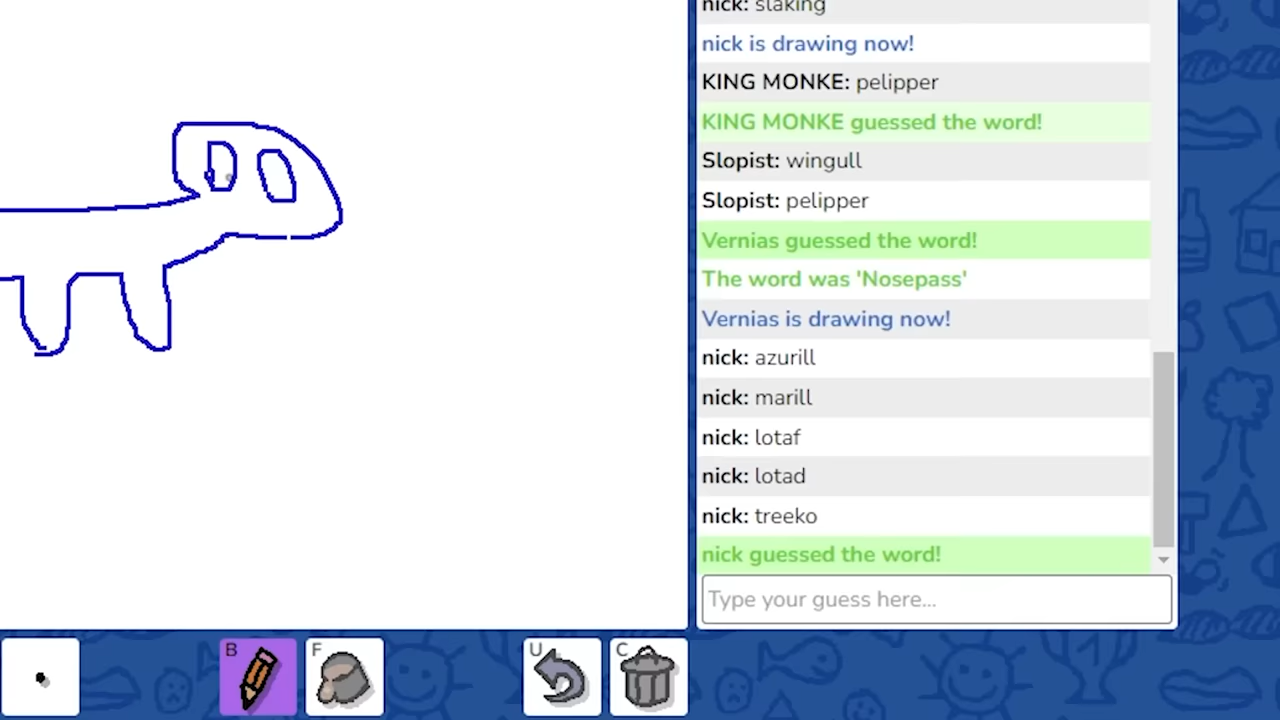 nick: slaking
nick is drawing now!
KING MONKE: pelipper
KING MONKE guessed the word!
Slopist: wingull
Slopist: pelipper
Vernias guessed the word!
The word was 'Nosepass'
Vernias is drawing now!
nick: azurill
nick: marill
nick: lotaf
nick: lotad
nick: treeko
nick guessed the word!
Type your guess here...
B F U C